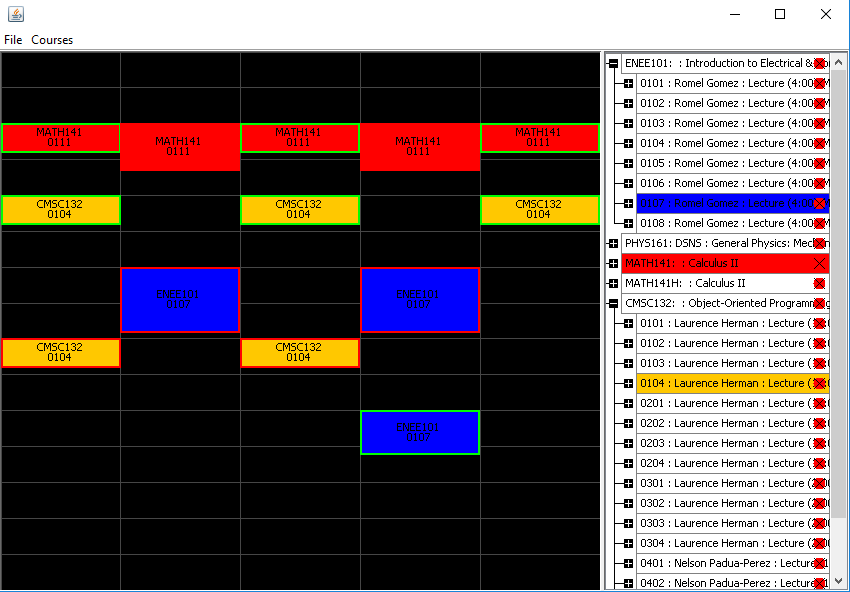 File Courses
MATH141
0111
MATH141
0111
MATH141
0111
MATH141
0111
MATH141
0111
CMSC132
0104
CMSC132
0104
CMSC132
0104
ENEE101
0107
ENEE101
0107
CMSC132
0104
CMSC132
0104
ENEE101
0107
ENEE101: : Introduction to Electrical &
0101 : Romel Gomez : Lecture (4:00
0102 : Romel Gomez : Lecture (4:00
0103 : Romel Gomez : Lecture (4:00
0104 : Romel Gomez : Lecture (4:00
0105 : Romel Gomez : Lecture (4:00
0106 : Romel Gomez : Lecture (4:00
0107 : Romel Gomez : Lecture (4:00
0108 : Romel Gomez : Lecture (4:00
PHYS161: DSNS : General Physics:
MATH141: : Calculus II
MATH141H: : Calculus II
CMSC132: : Object-Oriented
0101 : Laurence Herman : Lecture
0102 : Laurence Herman : Lecture
0103 : Laurence Herman : Lecture
0104 : Laurence Herman : Lecture
0201 : Laurence Herman : Lecture
0202 : Laurence Herman : Lecture
0203 : Laurence Herman : Lecture
0204 : Laurence Herman : Lecture
0301 : Laurence Herman : Lecture
0302 : Laurence Herman : Lecture
0303 : Laurence Herman : Lecture
0304 : Laurence Herman : Lecture
0401 : Nelson Padua-Perez : Lecture
0402 : Nelson Padua-Perez : Lecture